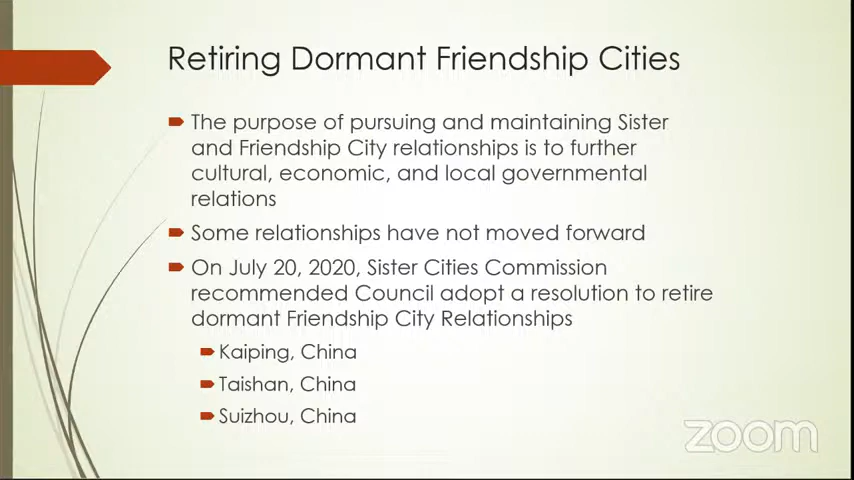 Retiring Dormant Friendship Cities
The purpose of pursuing and maintaining Sister
and Friendship City relationships is to further
cultural, economic, and local governmental
relations
Some relationships have not moved forward
On July 20, 2020, Sister Cities Commission
recommended Council adopt a resolution to retire
dormant Friendship City Relationships
Kaiping, China
Taishan, China
Suizhou, China
zoom